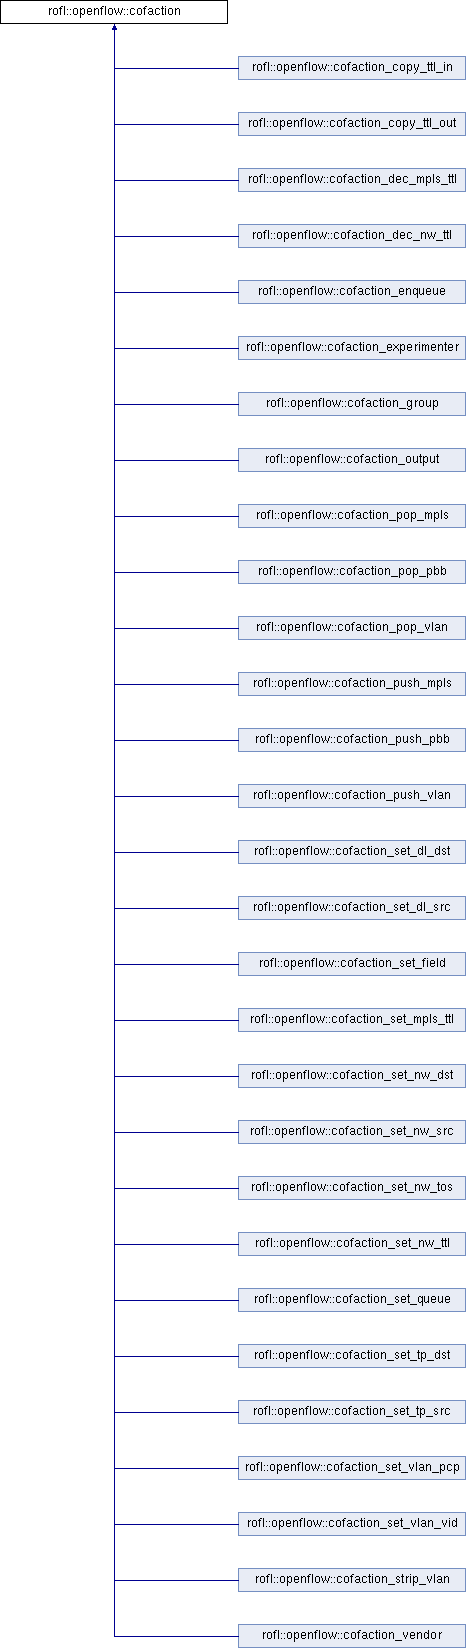 rofl::openflow::cofaction
rofl::openflow::cofaction_copy_ttl_in
rofl::openflow::cofaction_copy_ttl_out
rofl::openflow::cofaction_dec_mpls_ttl
rofl::openflow::cofaction_dec_nw_ttl
rofl::openflow::cofaction_enqueue
rofl::openflow::cofaction_experimenter
rofl::openflow::cofaction_group
rofl::openflow::cofaction_output
rofl::openflow::cofaction_pop_mpls
rofl::openflow::cofaction_pop_pbb
rofl::openflow::cofaction_pop_vlan
rofl::openflow::cofaction_push_mpls
rofl::openflow::cofaction_push_pbb
rofl::openflow::cofaction_push_vlan
rofl::openflow::cofaction_set_dl_dst
rofl::openflow::cofaction_set_dl_src
rofl::openflow::cofaction_set_field
rofl::openflow::cofaction_set_mpls_ttl
rofl::openflow::cofaction_set_nw_dst
rofl::openflow::cofaction_set_nw_src
rofl::openflow::cofaction_set_nw_tos
rofl::openflow::cofaction_set_nw_ttl
rofl::openflow::cofaction_set_queue
rofl::openflow::cofaction_set_tp_dst
rofl::openflow::cofaction_set_tp_src
rofl::openflow::cofaction_set_vlan_pcp
rofl::openflow::cofaction_set_vlan_vid
rofl::openflow::cofaction_strip_vlan
rofl::openflow::cofaction_vendor